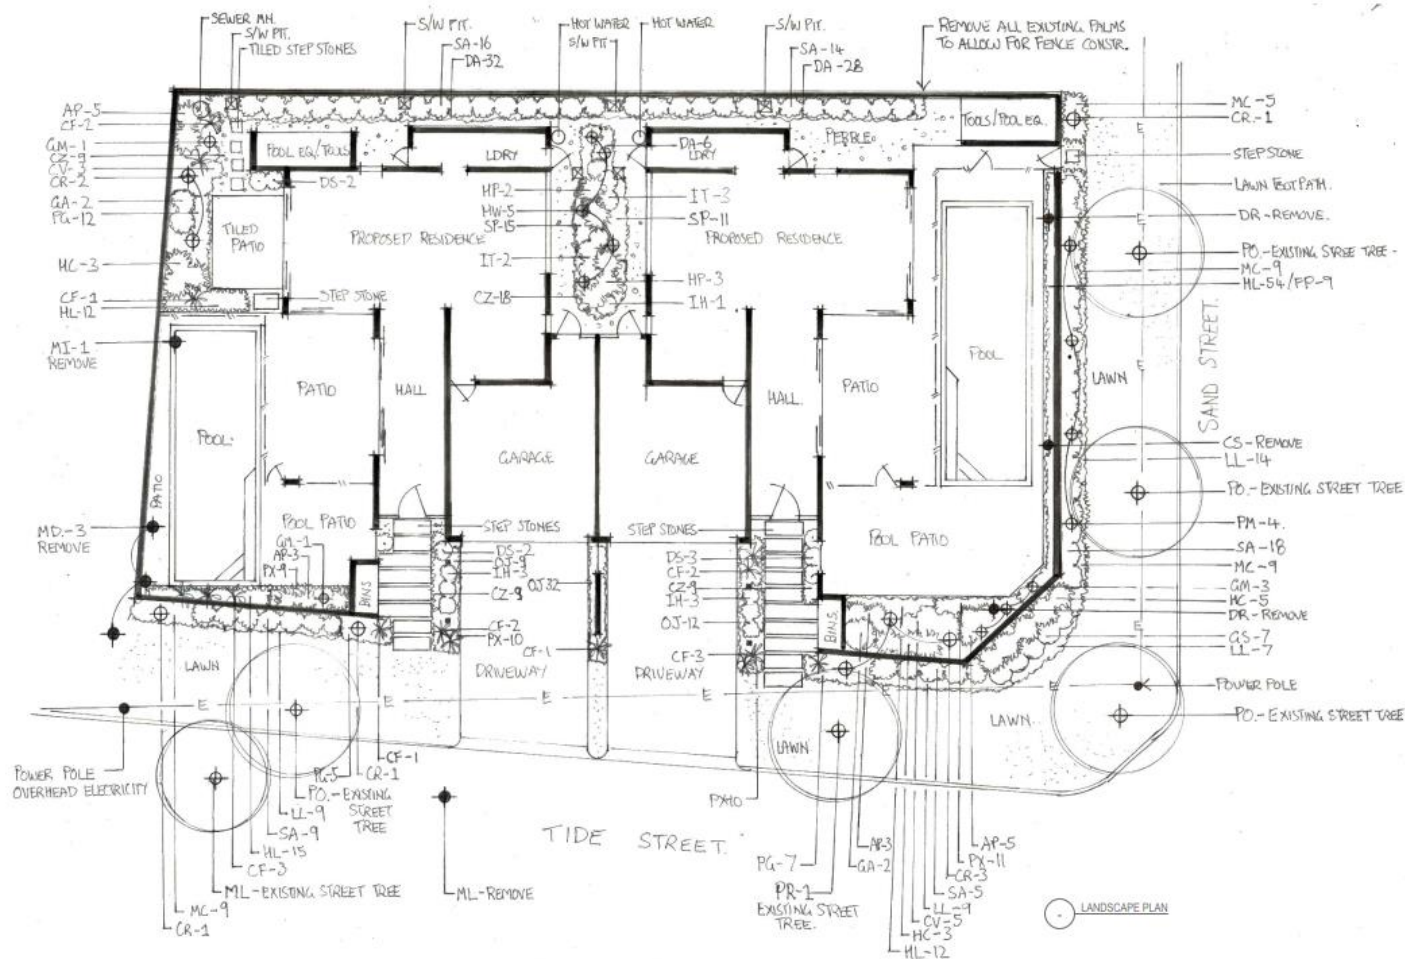 SEWER MN.
S/W PIT.
TILED STEP STONES
S/W PIT.
SA-16
DA-32
HOT WATER
S/W PIT
HOT WATER
S/W PIT.
SA-14
DA-28
REMOVE ALL EXISTING PALMS
TO ALLOW FOR FENCE CONSTR.
AP-5
CF-2
GM-1
CZ-9
CV-3
CR-2
GA-2
PG-12
HC-3
CF-1
HL-12
MI-1
REMOVE
MD-3
REMOVE
POWER POLE
OVERHEAD ELECTRICITY
POOL EQ/TOOLS
DS-2
TILED
PATIO
STEP STONE
LDRY
PROPOSED RESIDENCE
HP-2
MW-5
SP-15
IT-2
CZ-18
DA-6
LDRY
IT-3
SP-11
PROPOSED RESIDENCE
HP-3
IH-1
PEBBLE
TOOLS/POOL EQ.
MC-5
CR-1
STEP STONE
LAWN FOOTPATH.
DR-REMOVE.
PO.-EXISTING STREET TREE-
MC-9
HL-54/FP-9
SAND STREET.
LAWN
CS-REMOVE
LL-14
PO.-EXISTING STREET TREE
PM-4.
SA-18
MC-9
GM-3
HC-5
DR-REMOVE
GS-7
LL-7
POWER POLE
PO.-EXISTING STREET TREE
POOL
PATIO
PATIO
HALL
GARAGE
GARAGE
HALL.
PATIO
POOL
POOL PATIO
GM-1
AP-3
PX-9
BINS
STEP STONES
DS-2
OJ-9
IH-3
CZ-9
OJ32
CF-2
PX-10
CF-1
DRIVEWAY
STEP STONES
DS-3
CF-2
CZ-9
IH-3
OJ-12
CF-3
DRIVEWAY
BINS
POOL PATIO
LAWN
E
E
E
E
E
E
E
E
E
E
LAWN
LAWN.
PG-5
CF-1
CR-1
PO.-EXISTING
STREET
TREE
LL-9
SA-9
HL-15
CF-3
ML-EXISTING STREET TREE
MC-9
CR-1
ML-REMOVE
TIDE STREET.
PX10
PG-7
PR-1
EXISTING STREET
TREE.
AP-3
GA-2
AP-5
PX-11
CR-3
SA-5
LL-9
CV-5
HC-3
HL-12
LANDSCAPE PLAN